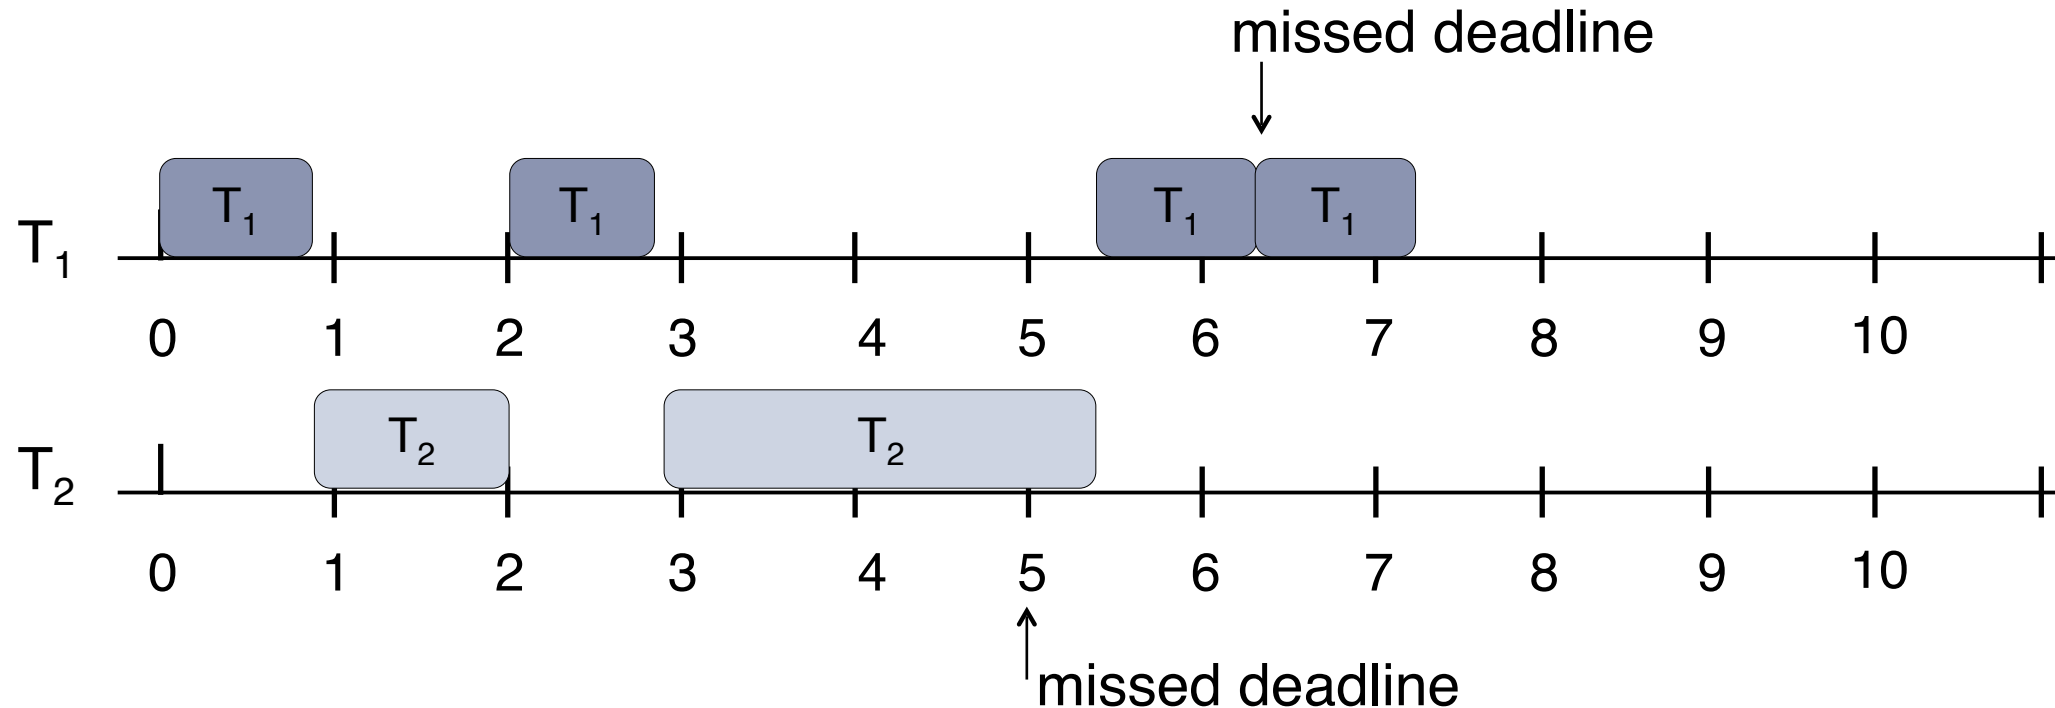 missed deadline
T1 T1 T1 T1
T1
0 1 2 3 4 5 6 7 8 9 10
T2 T2
T2
0 1 2 3 4 5 6 7 8 9 10
missed deadline